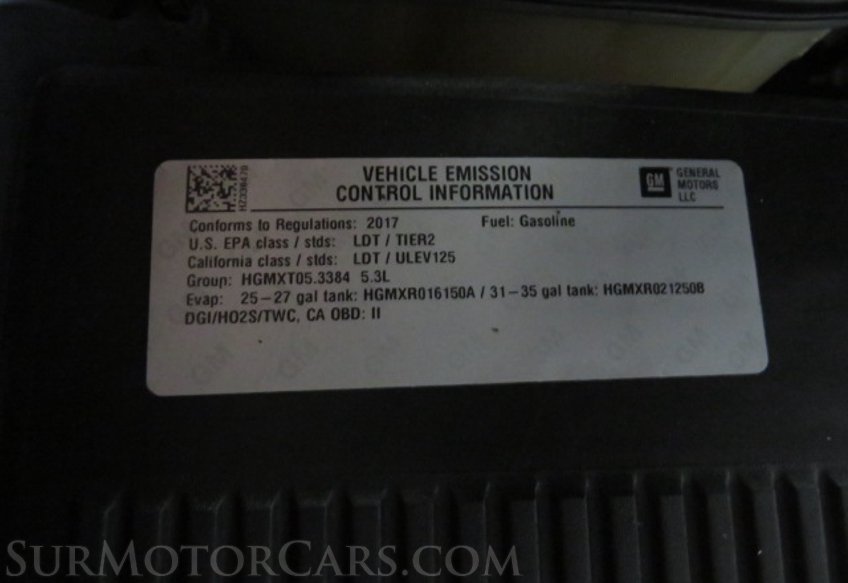 VEHICLE EMISSION
CONTROL INFORMATION
GM
GENERAL
MOTORS
LLC
Conforms to Regulations: 2017 Fuel: Gasoline
U.S. EPA class / stds: LDT / TIER2
California class / stds: LDT / ULEV125
Group: HGMXT05.3384 5.3L
Evap: 25-27 gal tank: HGMXR016150A / 31-35 gal tank: HGMXR021250B
DGI/HO2S/TWC, CA OBD: II
SURMOTORCARS.COM